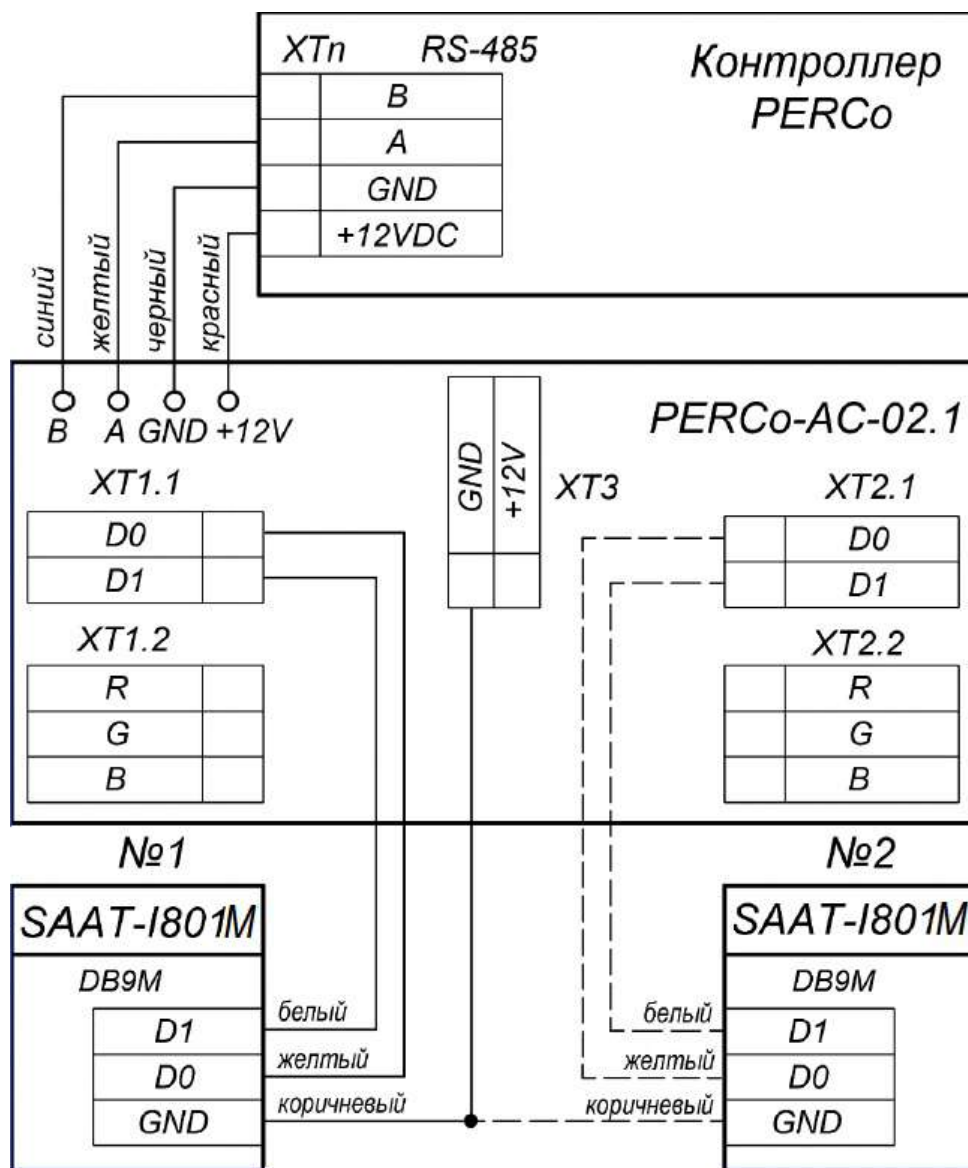 XTn RS-485
Контроллер
PERCo
B
A
GND
+12VDC
синий
желтый
черный
красный
B A GND +12V
GND
+12V
XT3
PERCo-AC-02.1
XT1.1
D0
D1
XT1.2
R
G
B
XT2.1
D0
D1
XT2.2
R
G
B
№1
SAAT-I801M
DB9M
D1
D0
GND
белый
желтый
коричневый
№2
SAAT-I801M
DB9M
D1
D0
GND
белый
желтый
коричневый